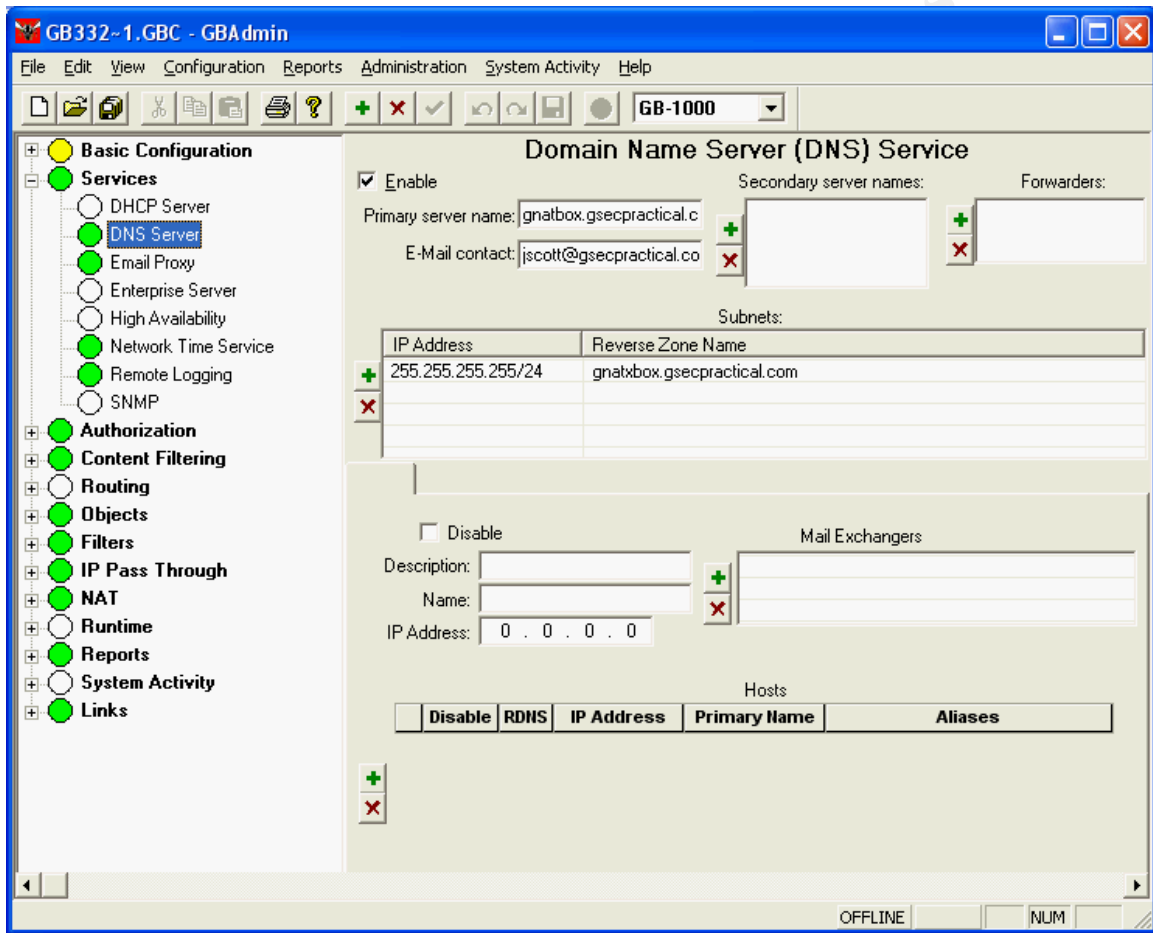 GB332~1.GBC - GBAdmin
File Edit View Configuration Reports Administration System Activity Help
GB-1000
Basic Configuration
Services
DHCP Server
DNS Server
Email Proxy
Enterprise Server
High Availability
Network Time Service
Remote Logging
SNMP
Authorization
Content Filtering
Routing
Objects
Filters
IP Pass Through
NAT
Runtime
Reports
System Activity
Links
Domain Name Server (DNS) Service
Enable
Secondary server names:
Forwarders:
Primary server name: gnatbox.gsecpractical.c
E-Mail contact: jscott@gsecpractical.co
Subnets:
IP Address Reverse Zone Name
255.255.255.255/24 gnatxbox.gsecpractical.com
Disable
Mail Exchangers
Description:
Name:
IP Address: 0 . 0 . 0 . 0
Hosts
Disable RDNS IP Address Primary Name Aliases
OFFLINE NUM